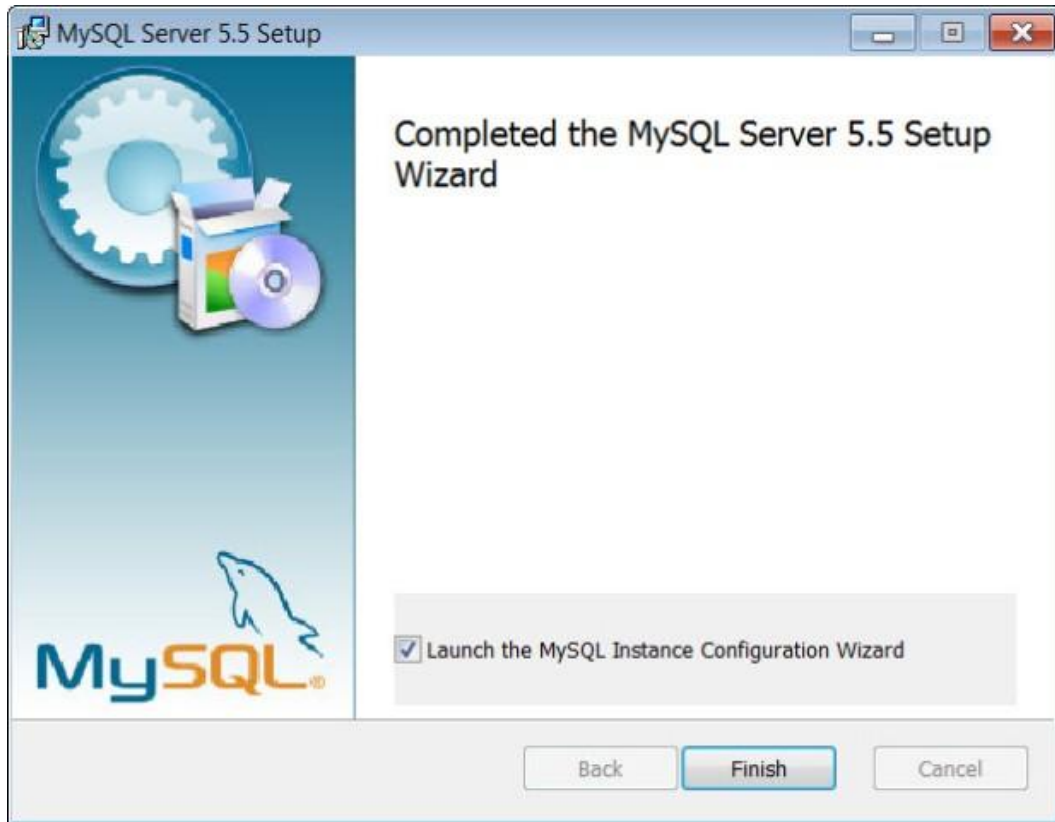 MySQL Server 5.5 Setup
Completed the MySQL Server 5.5 Setup
Wizard
Launch the MySQL Instance Configuration Wizard
MySQL®
Back
Finish
Cancel